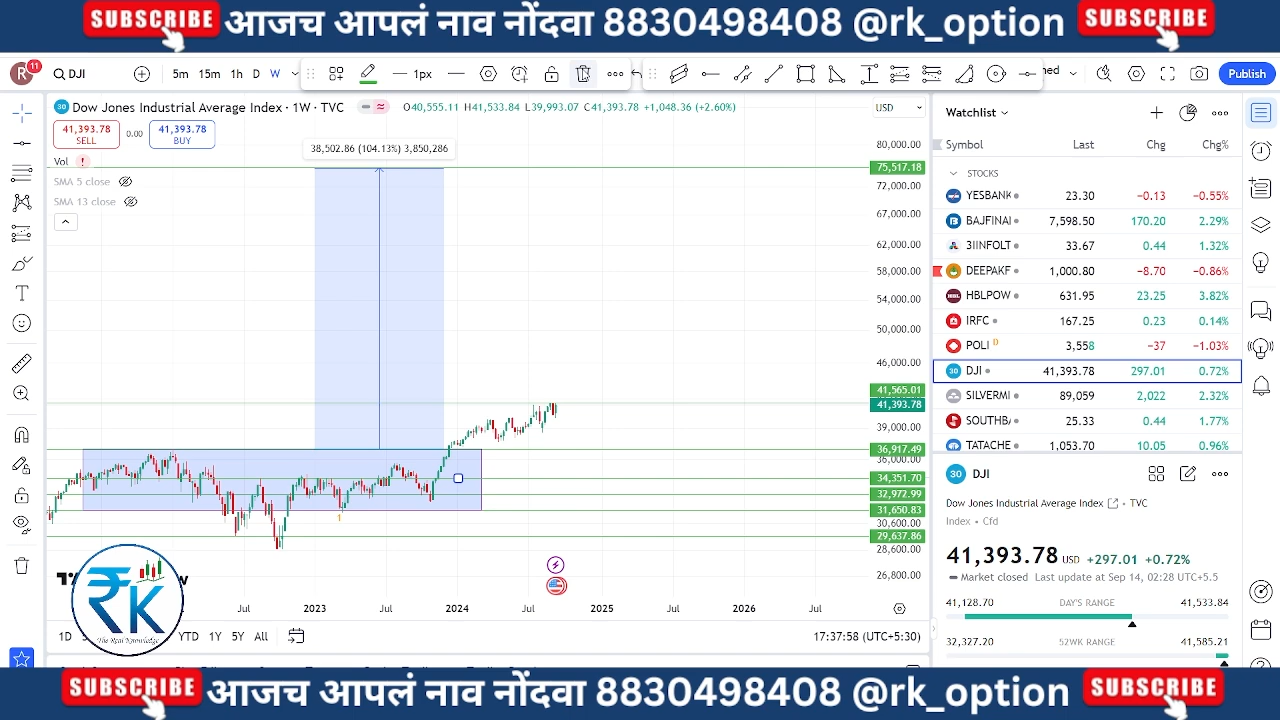 SUBSCRIBE आजच आपलं नाव नोंदवा 8830498408 @rk_option SUBSCRIBE
R 11 DJI 5m 15m 1h D W 1px Publish
30 Dow Jones Industrial Average Index · 1W · TVC O40,555.11 H41,533.84 L39,993.07 C41,393.78 +1,048.36 (+2.60%) USD
41,393.78 SELL 0.00 41,393.78 BUY
Vol
SMA 5 close
SMA 13 close
38,502.86 (104.13%) 3,850,286
80,000.00
75,517.18
72,000.00
67,000.00
62,000.00
58,000.00
54,000.00
50,000.00
46,000.00
41,565.01
41,393.78
39,000.00
36,917.49
36,000.00
34,351.70
32,972.99
31,650.83
30,600.00
29,637.86
28,600.00
26,800.00
1
Jul 2023 Jul 2024 Jul 2025 Jul 2026 Jul
1D YTD 1Y 5Y All 17:37:58 (UTC+5:30)
₹K
The Real Knowledge
Watchlist
Symbol Last Chg Chg%
STOCKS
YESBANK 23.30 −0.13 −0.55%
BAJFINAI 7,598.50 170.20 2.29%
3IINFOLT 33.67 0.44 1.32%
DEEPAKF 1,000.80 −8.70 −0.86%
HBLPOW 631.95 23.25 3.82%
IRFC 167.25 0.23 0.14%
POLI D 3,558 −37 −1.03%
30 DJI 41,393.78 297.01 0.72%
SILVERMI 89,059 2,022 2.32%
SOUTHB 25.33 0.44 1.77%
TATACHE 1,053.70 10.05 0.96%
30 DJI
Dow Jones Industrial Average Index • TVC
Index • Cfd
41,393.78 USD +297.01 +0.72%
Market closed Last update at Sep 14, 02:28 UTC+5.5
41,128.70 DAY'S RANGE 41,533.84
32,327.20 52WK RANGE 41,585.21
SUBSCRIBE आजच आपलं नाव नोंदवा 8830498408 @rk_option SUBSCRIBE